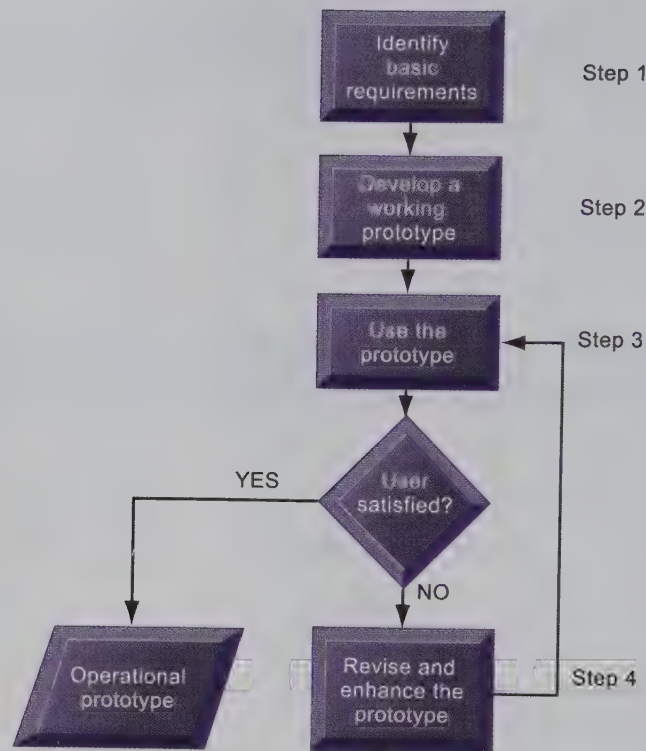 Identify
basic
requirements
Step 1
Develop a
working
prototype
Step 2
Use the
prototype
Step 3
User
satisfied?
YES
NO
Operational
prototype
Revise and
enhance the
prototype
Step 4